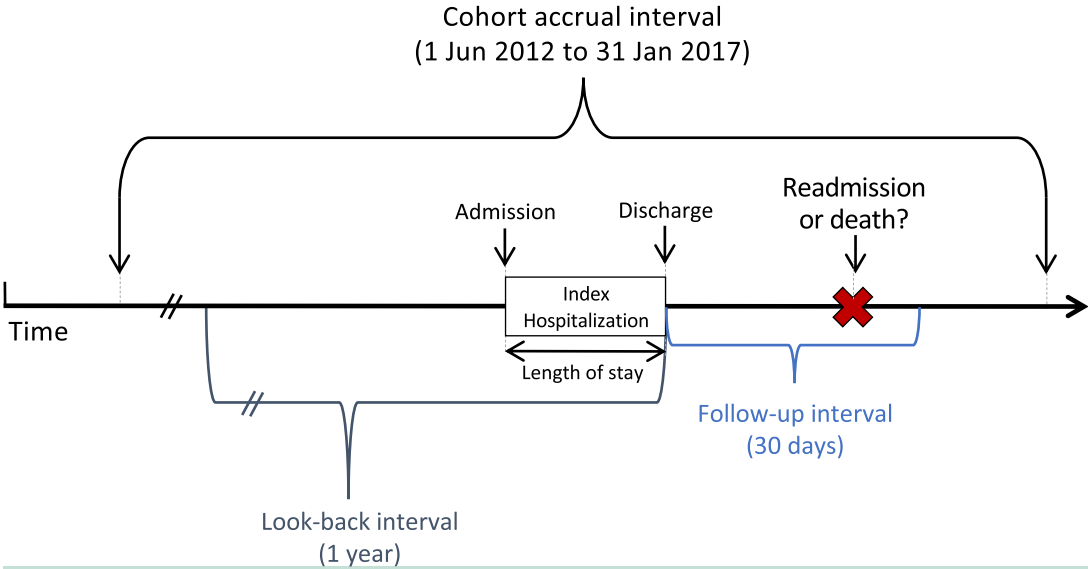 Cohort accrual interval
(1 Jun 2012 to 31 Jan 2017)
Readmission
or death?
Admission
Discharge
Index
Hospitalization
Time
Length of stay
Follow-up interval
(30 days)
Look-back interval
(1 year)